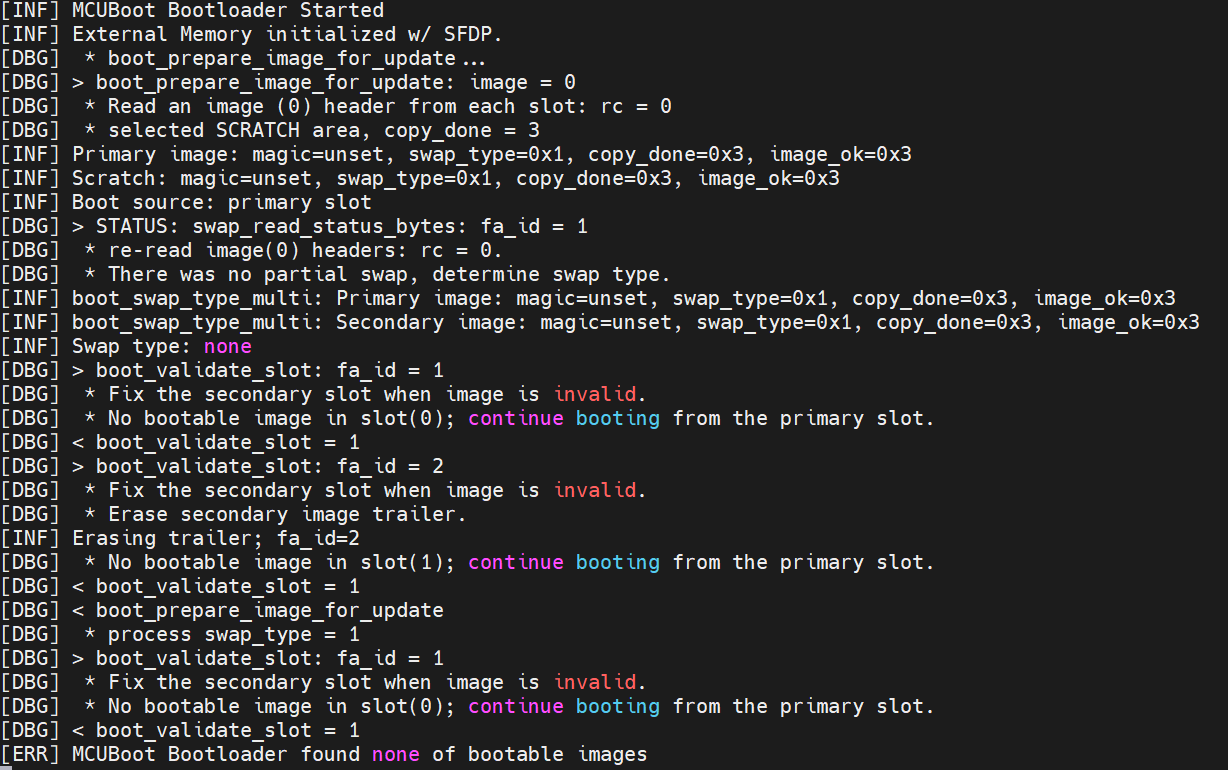 [INF] MCUBoot Bootloader Started
[INF] External Memory initialized w/ SFDP.
[DBG]  * boot_prepare_image_for_update...
[DBG] > boot_prepare_image_for_update: image = 0
[DBG]  * Read an image (0) header from each slot: rc = 0
[DBG]  * selected SCRATCH area, copy_done = 3
[INF] Primary image: magic=unset, swap_type=0x1, copy_done=0x3, image_ok=0x3
[INF] Scratch: magic=unset, swap_type=0x1, copy_done=0x3, image_ok=0x3
[INF] Boot source: primary slot
[DBG] > STATUS: swap_read_status_bytes: fa_id = 1
[DBG]  * re-read image(0) headers: rc = 0.
[DBG]  * There was no partial swap, determine swap type.
[INF] boot_swap_type_multi: Primary image: magic=unset, swap_type=0x1, copy_done=0x3, image_ok=0x3
[INF] boot_swap_type_multi: Secondary image: magic=unset, swap_type=0x1, copy_done=0x3, image_ok=0x3
[INF] Swap type: none
[DBG] > boot_validate_slot: fa_id = 1
[DBG]  * Fix the secondary slot when image is invalid.
[DBG]  * No bootable image in slot(0); continue booting from the primary slot.
[DBG] < boot_validate_slot = 1
[DBG] > boot_validate_slot: fa_id = 2
[DBG]  * Fix the secondary slot when image is invalid.
[DBG]  * Erase secondary image trailer.
[INF] Erasing trailer; fa_id=2
[DBG]  * No bootable image in slot(1); continue booting from the primary slot.
[DBG] < boot_validate_slot = 1
[DBG] < boot_prepare_image_for_update
[DBG]  * process swap_type = 1
[DBG] > boot_validate_slot: fa_id = 1
[DBG]  * Fix the secondary slot when image is invalid.
[DBG]  * No bootable image in slot(0); continue booting from the primary slot.
[DBG] < boot_validate_slot = 1
[ERR] MCUBoot Bootloader found none of bootable images